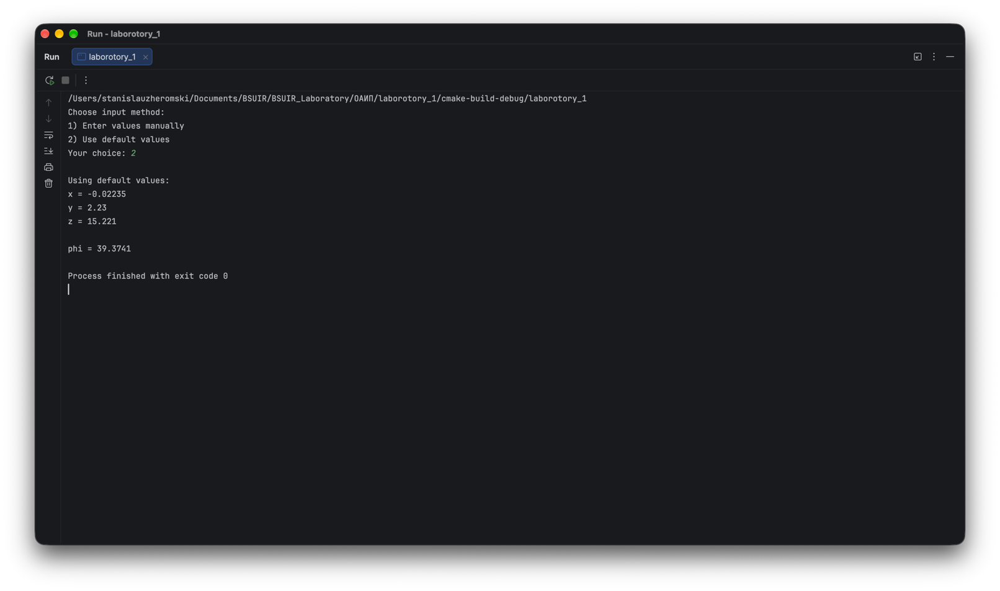 Run - laborotory_1
Run laborotory_1
/Users/stanislauzheromski/Documents/BSUIR/BSUIR_Laboratory/ОАИП/laborotory_1/cmake-build-debug/laborotory_1
Choose input method:
1) Enter values manually
2) Use default values
Your choice: 2
Using default values:
x = -0.02235
y = 2.23
z = 15.221
phi = 39.3741
Process finished with exit code 0